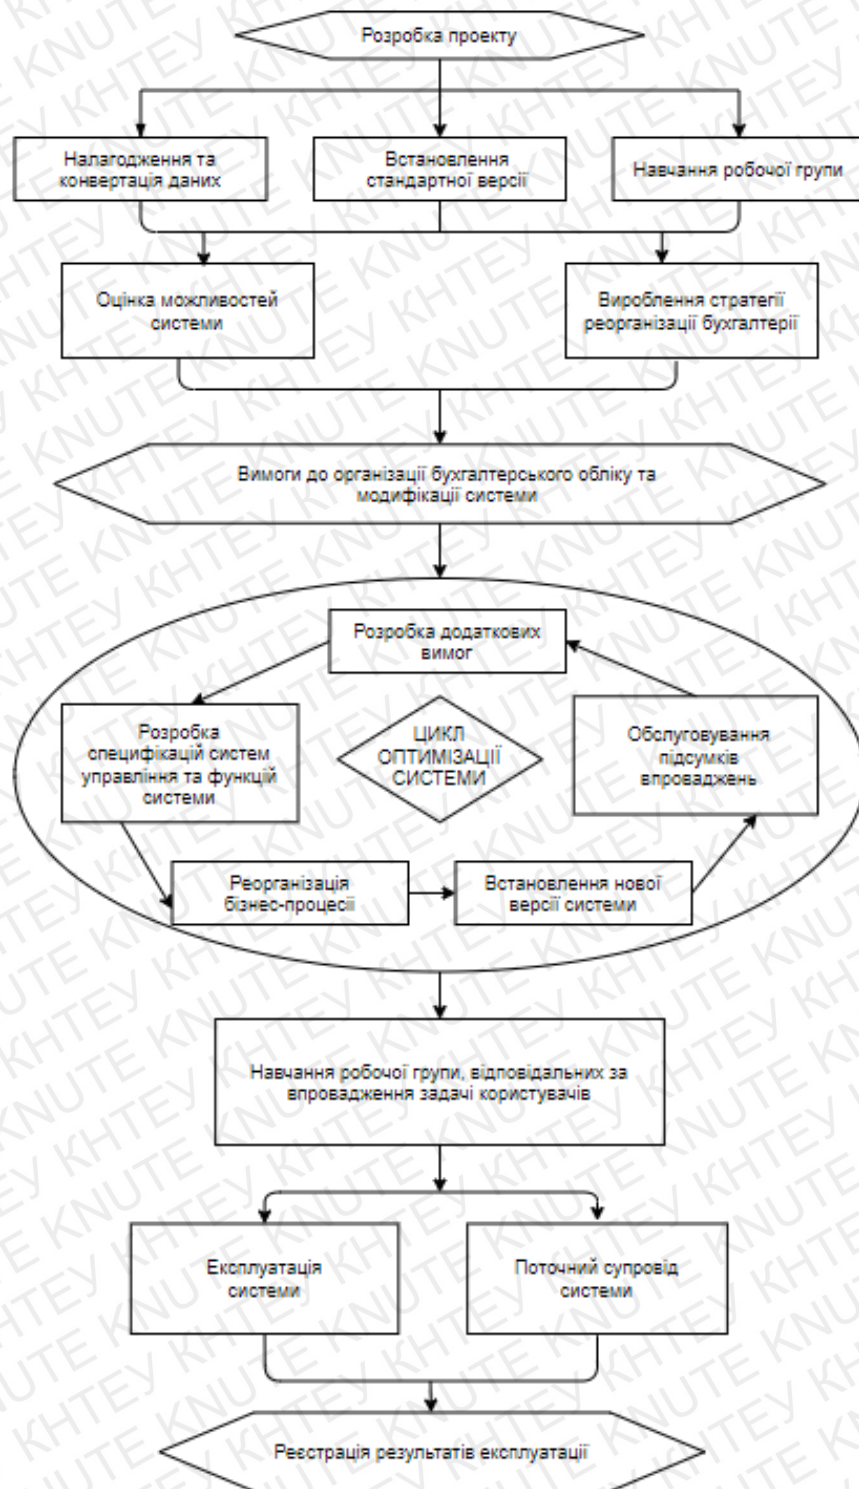 Розробка проекту
Налагодження та
конвертація даних
Встановлення
стандартної версії
Навчання робочої групи
Оцінка можливостей
системи
Вироблення стратегії
реорганізації бухгалтерії
Вимоги до організації бухгалтерського обліку та
модифікації системи
Розробка додаткових
вимог
Розробка
специфікацій систем
управління та функцій
системи
ЦИКЛ
ОПТИМІЗАЦІЇ
СИСТЕМИ
Обслуговування
підсумків
впроваджень
Реорганізація
бізнес-процесії
Встановлення нової
версії системи
Навчання робочої групи, відповідальних за
впровадження задачі користувачів
Експлуатація
системи
Поточний супровід
системи
Реєстрація результатів експлуатації